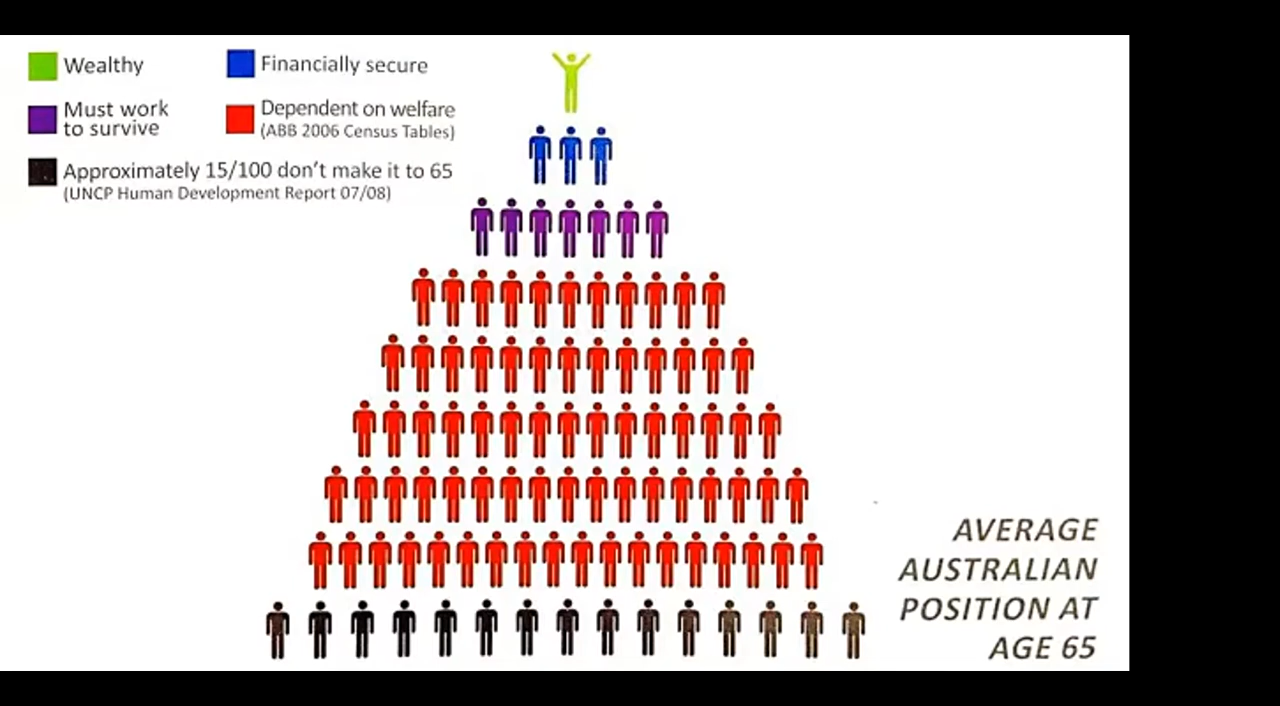 Wealthy
Financially secure
Must work
to survive
Dependent on welfare
(ABB 2006 Census Tables)
Approximately 15/100 don't make it to 65
(UNCP Human Development Report 07/08)
AVERAGE
AUSTRALIAN
POSITION AT
AGE 65